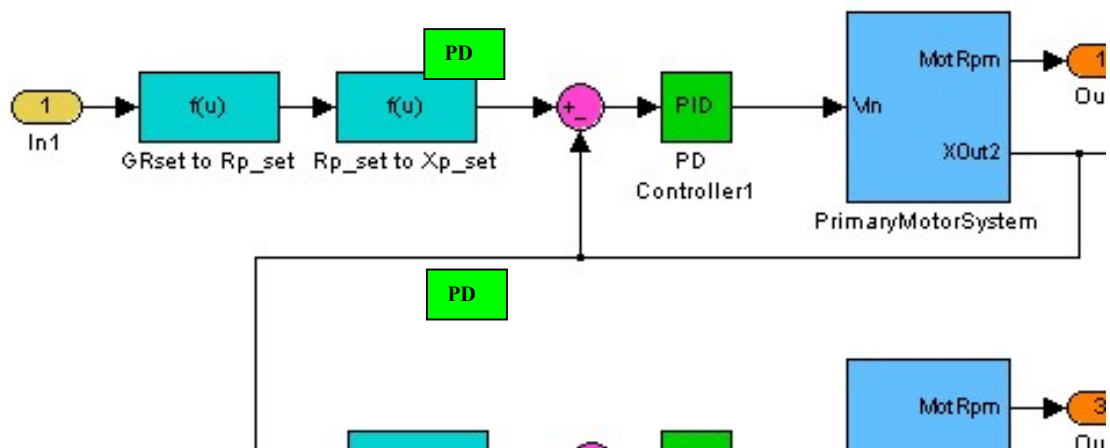 PD
MotRpm
1
1
f(u)
f(u)
+
PID
Vin
Ou
In1
GRset to Rp_set
Rp_set to Xp_set
–
PD
Controller1
XOut2
PrimaryMotorSystem
PD
MotRpm
3
Ou